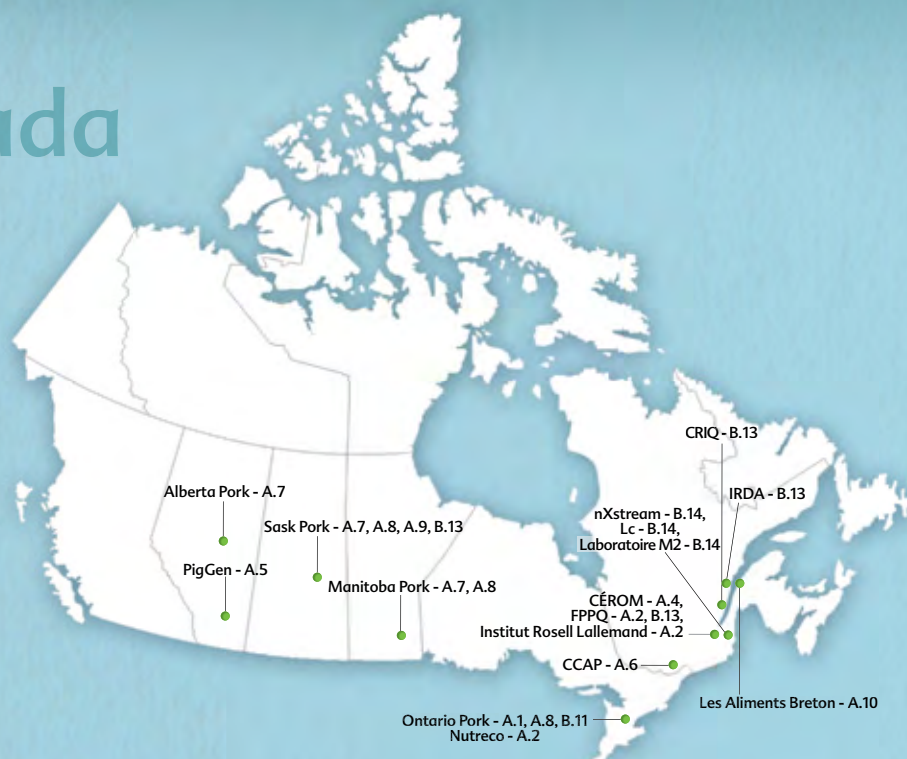 ada
CRIQ - B.13
Alberta Pork - A.7
IRDA - B.13
nXstream - B.14,
Lc - B.14,
Laboratoire M2 - B.14
Sask Pork - A.7, A.8, A.9, B.13
PigGen - A.5
Manitoba Pork - A.7, A.8
CÉROM - A.4,
FPPQ - A.2, B.13,
Institut Rosell Lallemand - A.2
CCAP - A.6
Les Aliments Breton - A.10
Ontario Pork - A.1, A.8, B.11
Nutreco - A.2